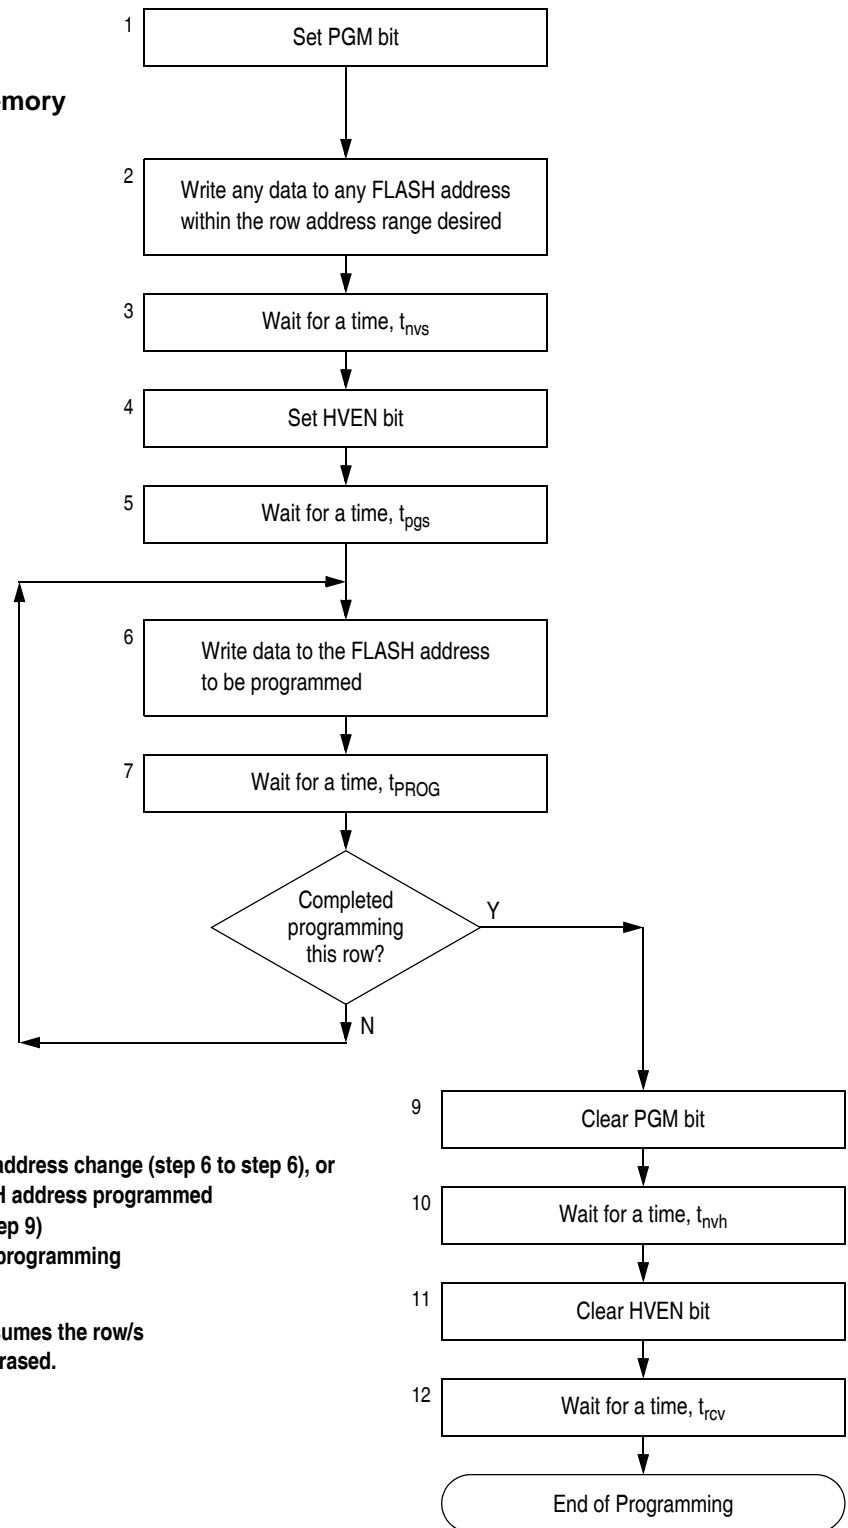 1
Set PGM bit
2
Write any data to any FLASH address
within the row address range desired
3
Wait for a time, tnvs
4
Set HVEN bit
5
Wait for a time, tpgs
6
Write data to the FLASH address
to be programmed
7
Wait for a time, tPROG
Completed
programming
this row?
Y
N
9
Clear PGM bit
10
Wait for a time, tnvh
11
Clear HVEN bit
12
Wait for a time, trcv
End of Programming
address change (step 6 to step 6), or
address programmed
9)
programming
the row/s